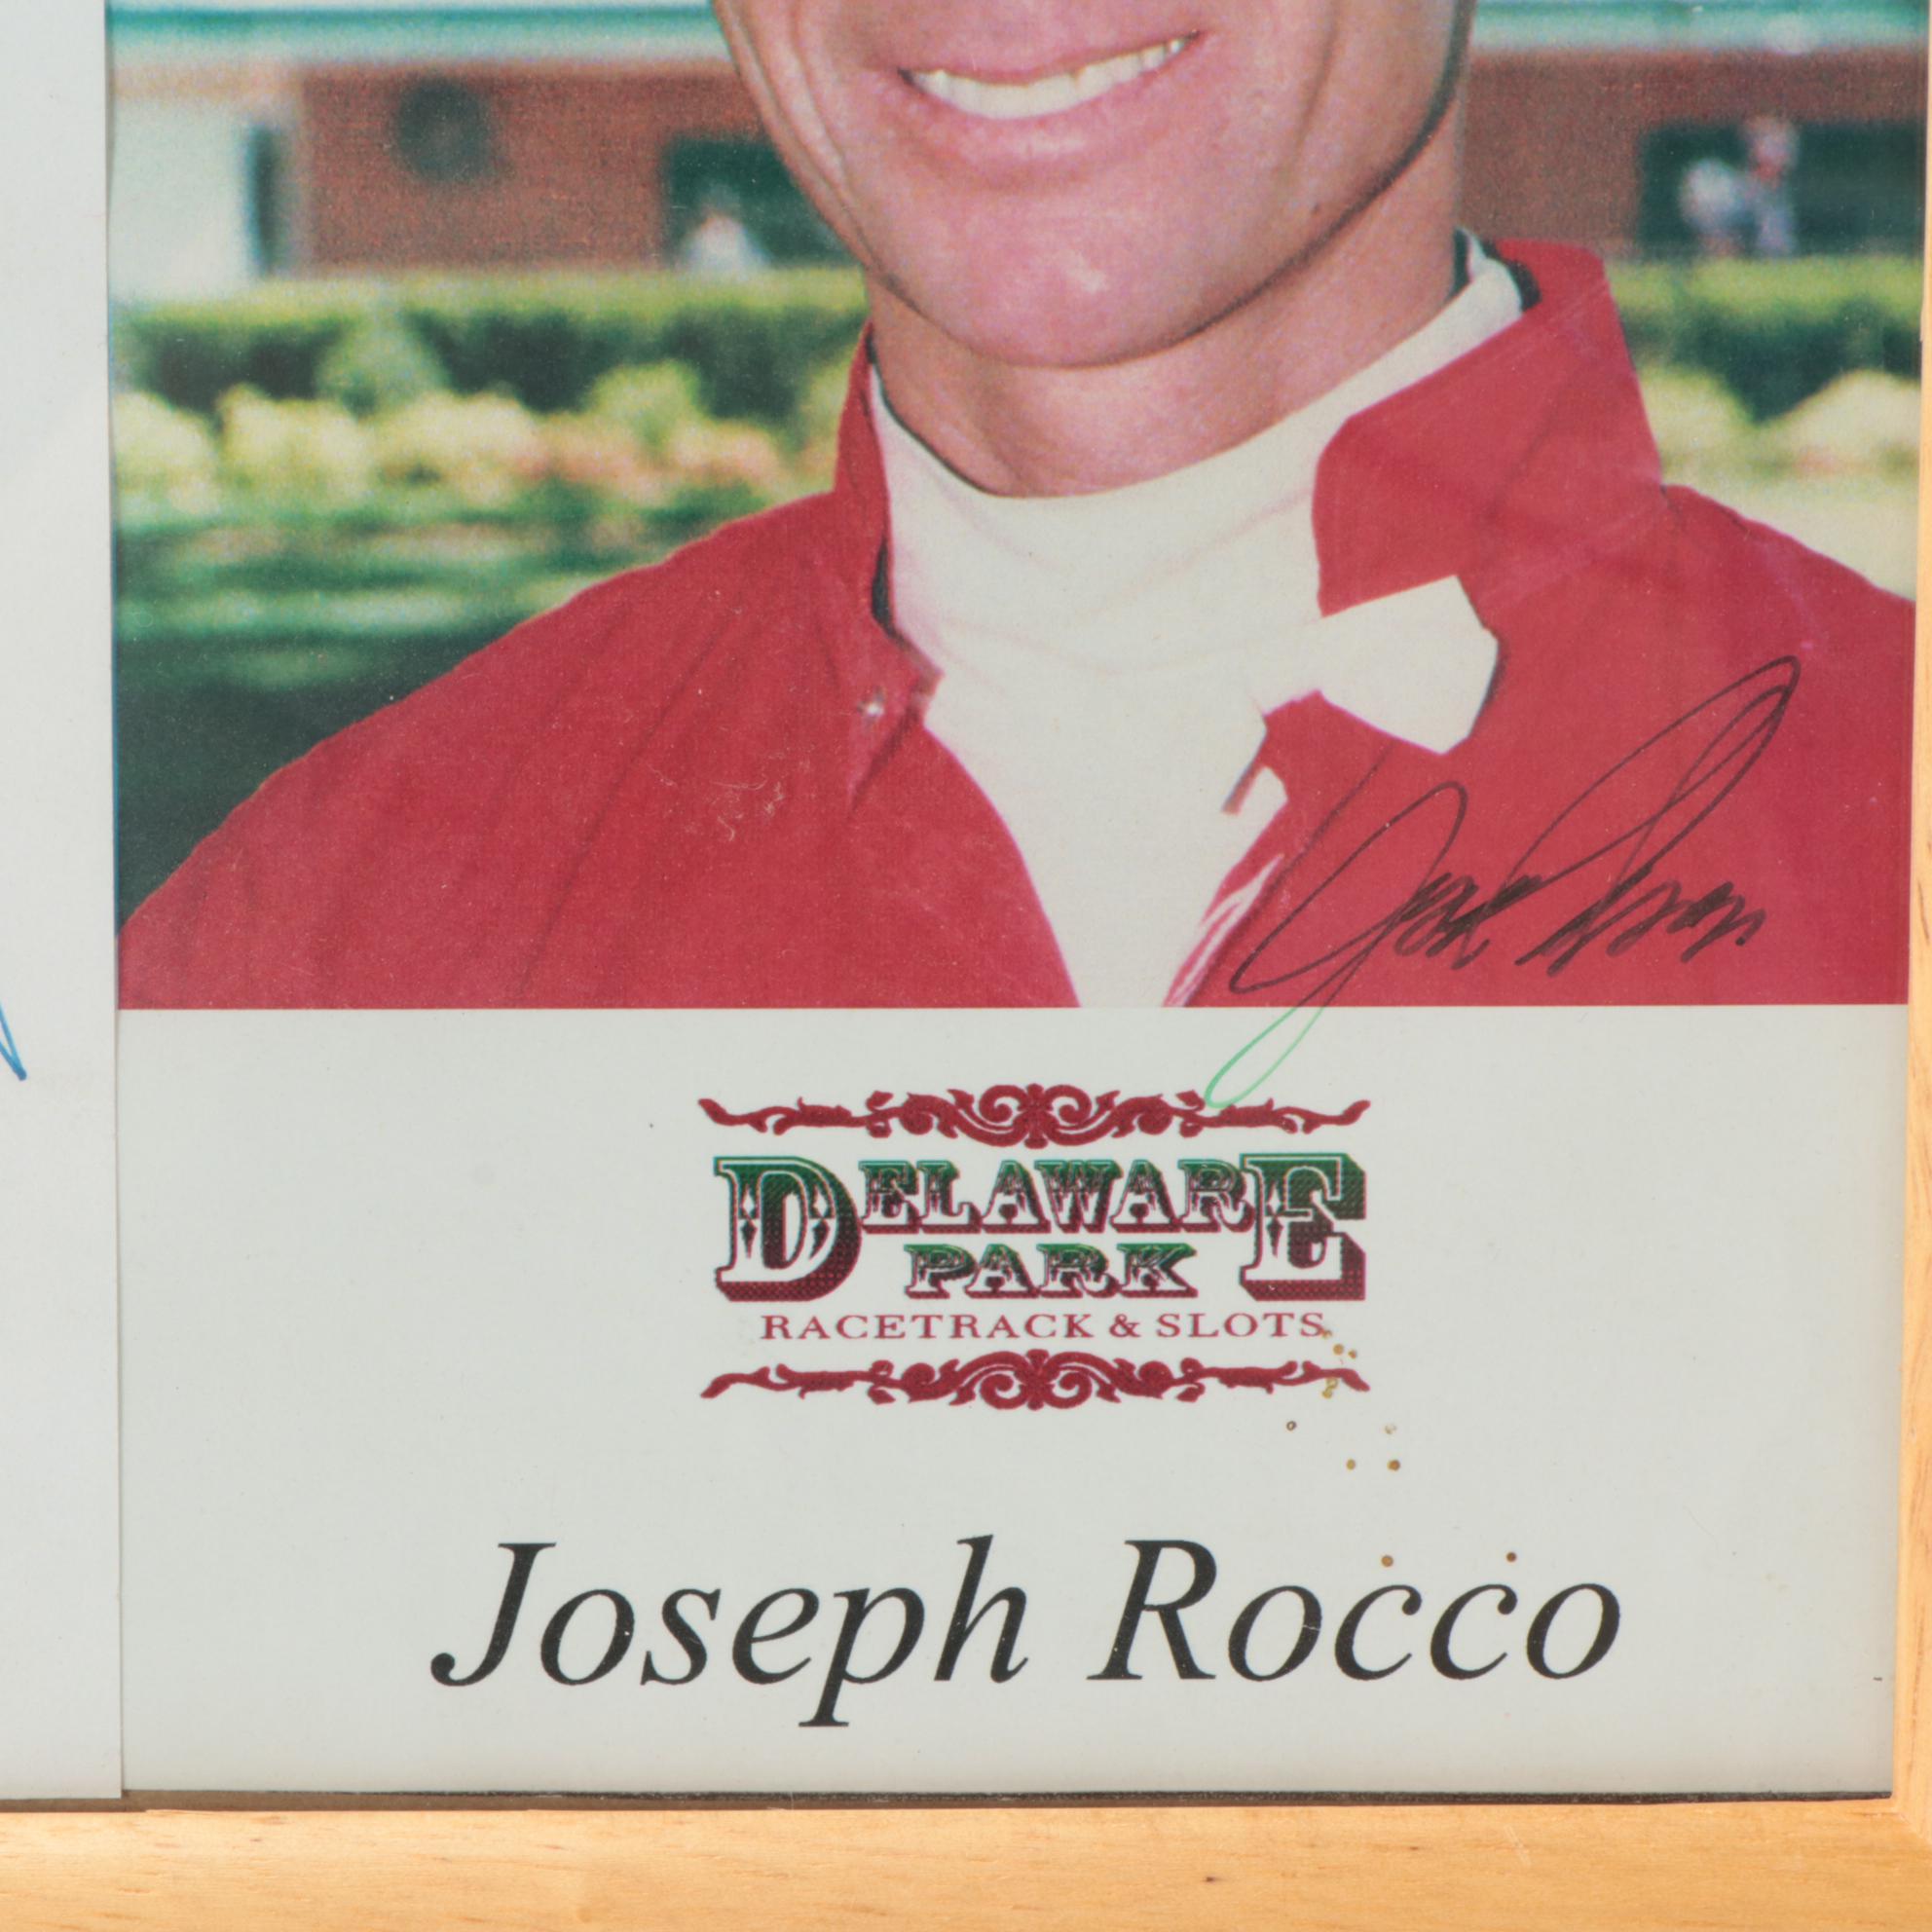 DELAWARE
PARK
RACETRACK & SLOTS
Joseph Rocco